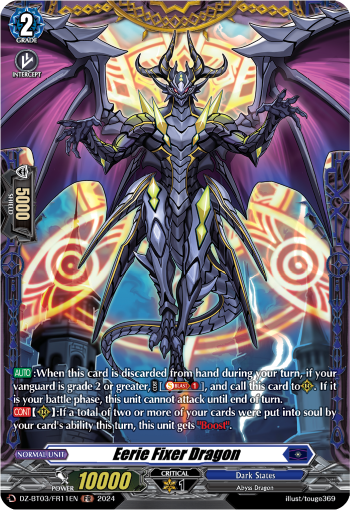 2
GRADE
INTERCEPT
5000
SHIELD
AUTO :When this card is discarded from hand during your turn, if your
vanguard is grade 2 or greater, [ BLAST 1 ], and call this card to R. If it
is your battle phase, this unit cannot attack until end of turn.
CONT [ R ]:If a total of two or more of your cards were put into soul by
your card's ability this turn, this unit gets "Boost".
NORMAL UNIT
Eerie Fixer Dragon
POWER 10000
CRITICAL
1
Dark States
Abyss Dragon
DZ-BT03/FR11EN FR 2024
illust/touge369